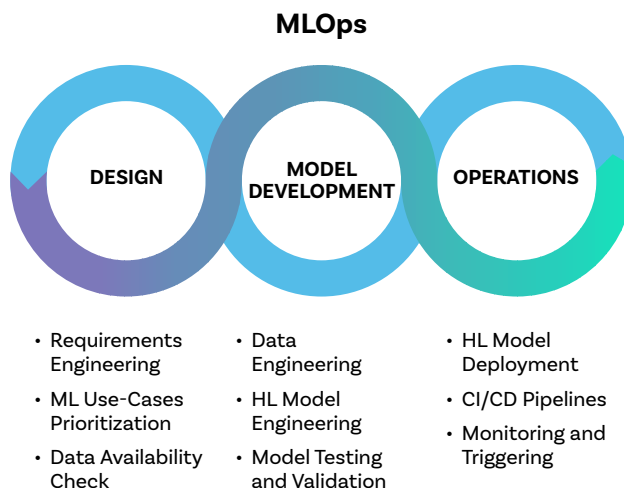 MLOps
DESIGN
MODEL
DEVELOPMENT
OPERATIONS
• Requirements
Engineering
• ML Use-Cases
Prioritization
• Data Availability
Check
• Data
Engineering
• HL Model
Engineering
• Model Testing
and Validation
• HL Model
Deployment
• CI/CD Pipelines
• Monitoring and
Triggering